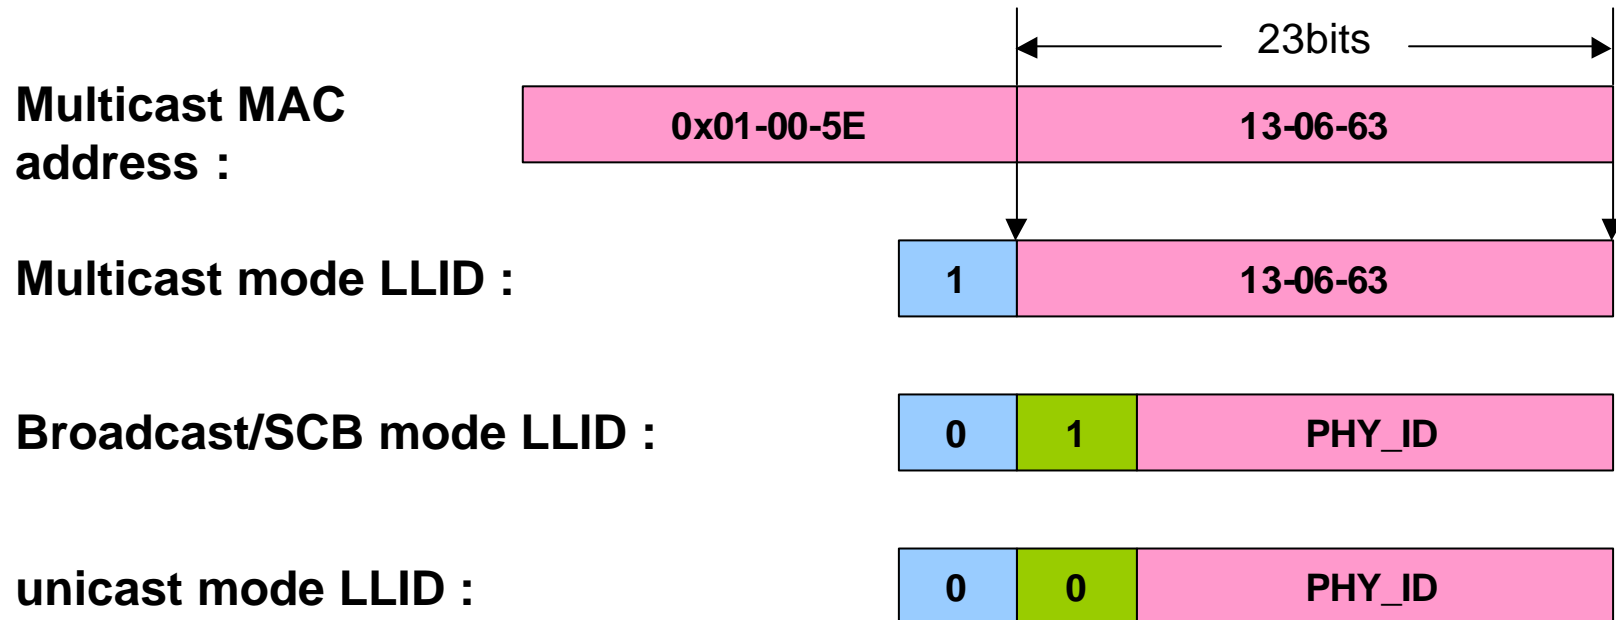 23bits
Multicast MAC
address :
0x01-00-5E
13-06-63
Multicast mode LLID :
1
13-06-63
Broadcast/SCB mode LLID :
0
1
PHY_ID
unicast mode LLID :
0
0
PHY_ID